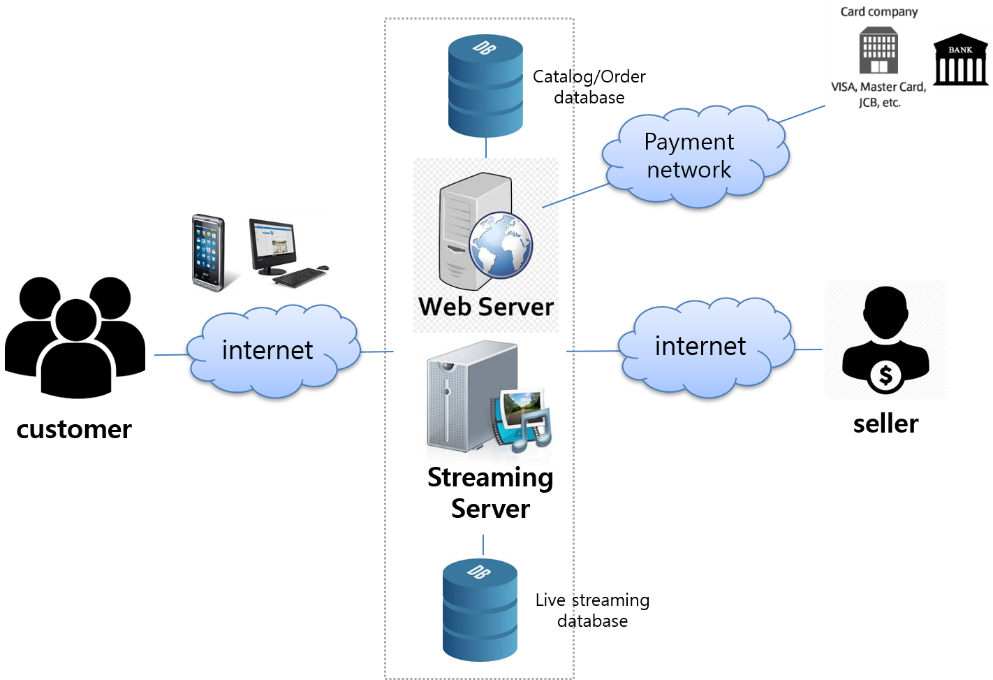 Card company
BANK
VISA, Master Card,
JCB, etc.
DB
Catalog/Order
database
Payment
network
Web Server
internet
internet
customer
seller
Streaming
Server
DB
Live streaming
database